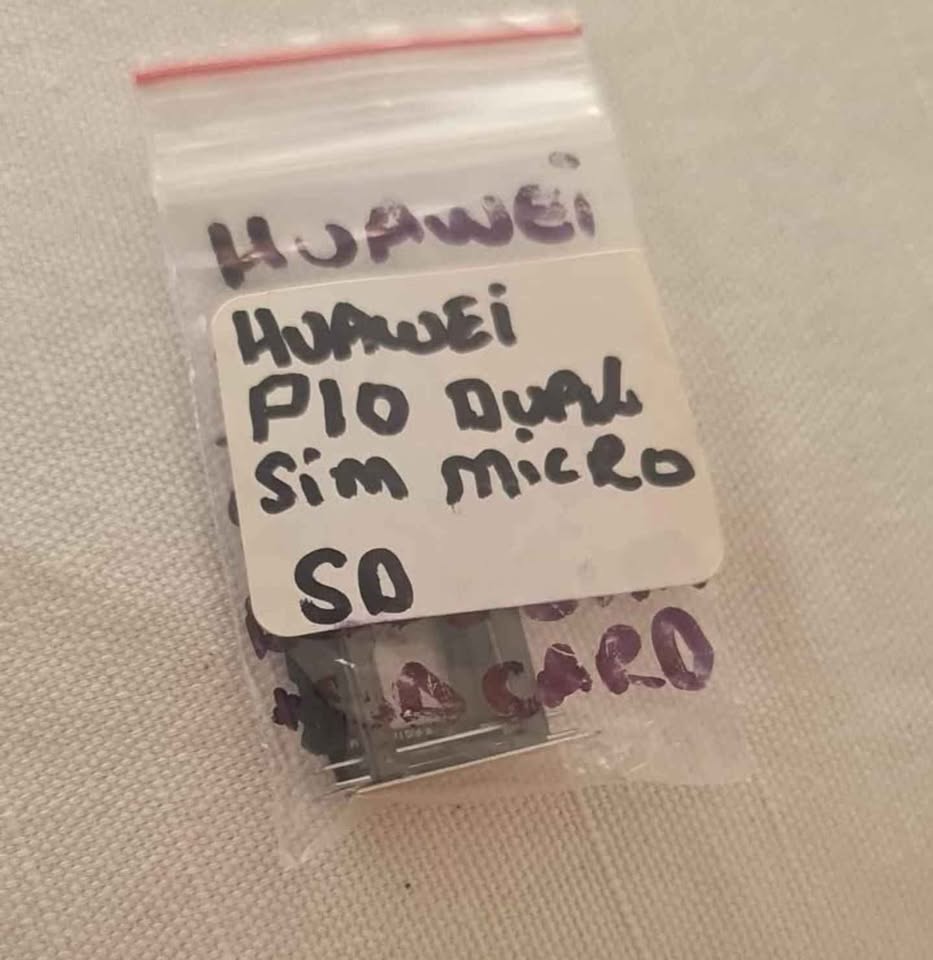 HUAWEi
HUAWEi
P10 DUAL
Sim MiCRO
SD
CARD